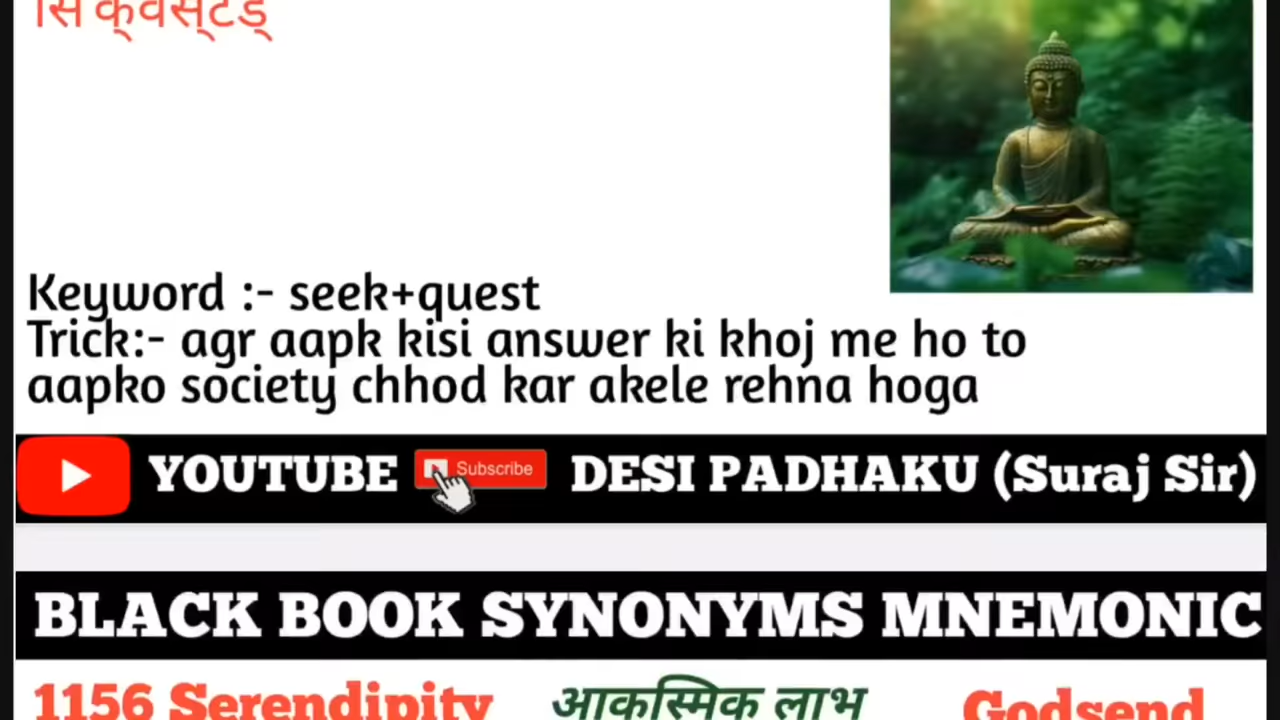 सिक्वेस्टर्ड्
Keyword :- seek+quest
Trick:- agr aapk kisi answer ki khoj me ho to
aapko society chhod kar akele rehna hoga
YOUTUBE Subscribe DESI PADHAKU (Suraj Sir)
BLACK BOOK SYNONYMS MNEMONIC
1156 Serendipity आकस्मिक लाभ Godsend